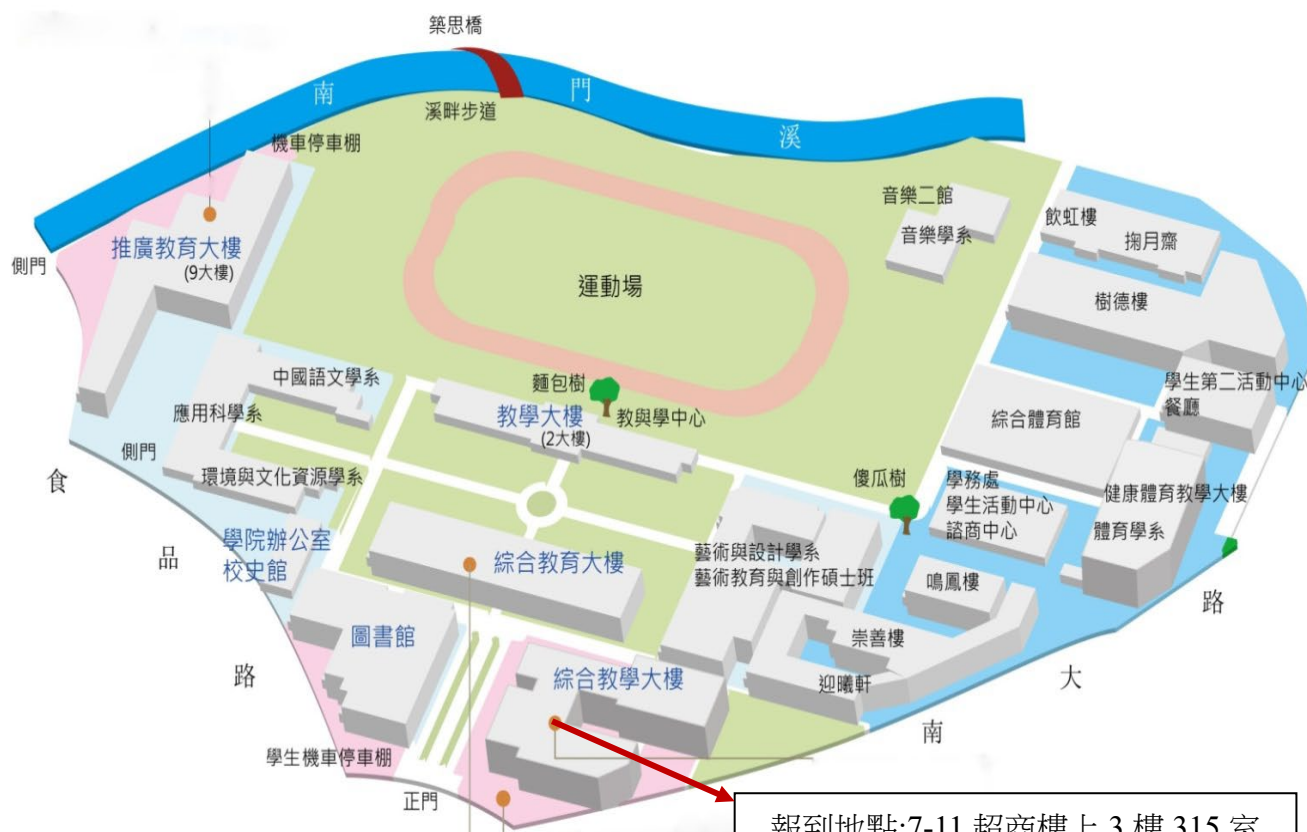 築思橋
南
門
溪
溪畔步道
機車停車棚
音樂二館
音樂學系
飲虹樓
掬月齋
推廣教育大樓
(9大樓)
側門
運動場
樹德樓
中國語文學系
麵包樹
教學大樓
(2大樓)
教與學中心
學生第二活動中心
餐廳
應用科學系
綜合體育館
側門
環境與文化資源學系
傻瓜樹
學務處
學生活動中心
諮商中心
健康體育教學大樓
體育學系
食
品
路
學院辦公室
校史館
綜合教育大樓
藝術與設計學系
藝術教育與創作碩士班
鳴鳳樓
圖書館
崇善樓
綜合教學大樓
迎曦軒
南
大
路
學生機車停車棚
正門
報到地點:7-11 超商樓上 3 樓 315 室